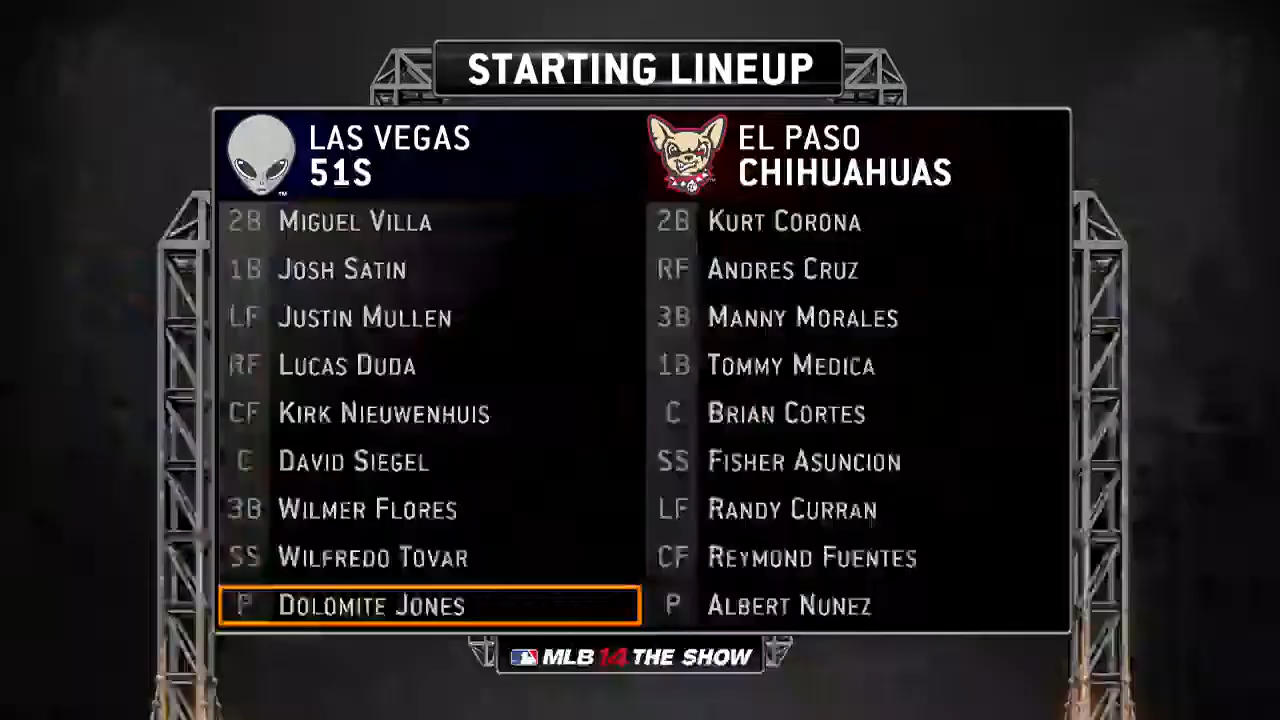 STARTING LINEUP
LAS VEGAS
51S
2B MIGUEL VILLA
1B JOSH SATIN
LF JUSTIN MULLEN
RF LUCAS DUDA
CF KIRK NIEUWENHUIS
C DAVID SIEGEL
3B WILMER FLORES
SS WILFREDO TOVAR
P DOLOMITE JONES
EL PASO
CHIHUAHUAS
2B KURT CORONA
RF ANDRES CRUZ
3B MANNY MORALES
1B TOMMY MEDICA
C BRIAN CORTES
SS FISHER ASUNCION
LF RANDY CURRAN
CF REYMOND FUENTES
P ALBERT NUNEZ
MLB 14 THE SHOW